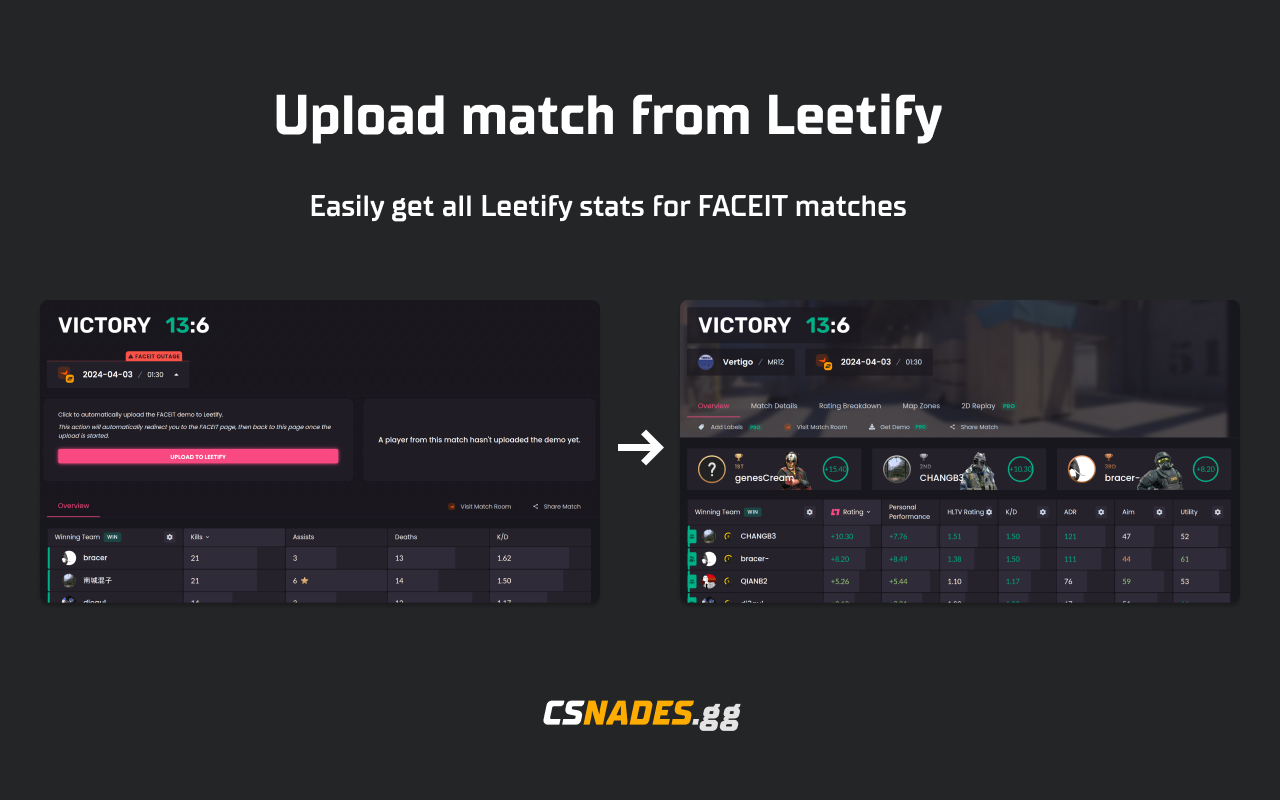 Upload match from Leetify
Easily get all Leetify stats for FACEIT matches
VICTORY 13:6
FACEIT OUTAGE
2024-04-03 / 01:30
Click to automatically upload the FACEIT demo to Leetify.
This action will automatically redirect you to the FACEIT page, then back to this page once the
upload is started.
UPLOAD TO LEETIFY
A player from this match hasn't uploaded the demo yet.
Overview
Visit Match Room
Share Match
Winning Team WIN Kills Assists Deaths K/D
bracer 21 3 13 1.62
南城混子 21 6 14 1.50
VICTORY 13:6
Vertigo / MR12
2024-04-03 / 01:30
Overview Match Details Rating Breakdown Map Zones 2D Replay PRO
Add Labels PRO Visit Match Room Get Demo PRO Share Match
?
1ST
genesCream
+15.40
2ND
CHANGB3
+10.30
3RD
bracer-
+8.20
Winning Team WIN Rating Personal
Performance HLTV Rating K/D ADR Aim Utility
CHANGB3 +10.30 +7.76 1.51 1.50 121 47 52
bracer- +8.20 +8.49 1.38 1.50 111 44 61
QIANB2 +5.26 +5.44 1.10 1.17 76 59 53
CSNADES.gg